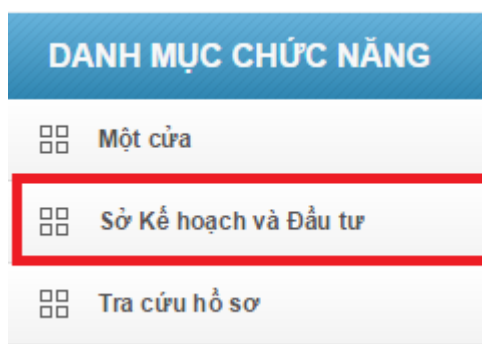 DANH MỤC CHỨC NĂNG
Một cửa
Sở Kế hoạch và Đầu tư
Tra cứu hồ sơ